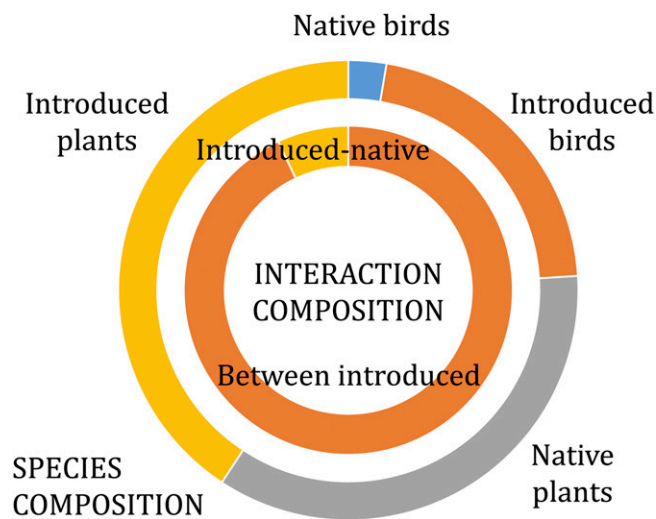 Native birds
Introduced
plants
Introduced
birds
Introduced-native
INTERACTION
COMPOSITION
Between introduced
SPECIES
COMPOSITION
Native
plants